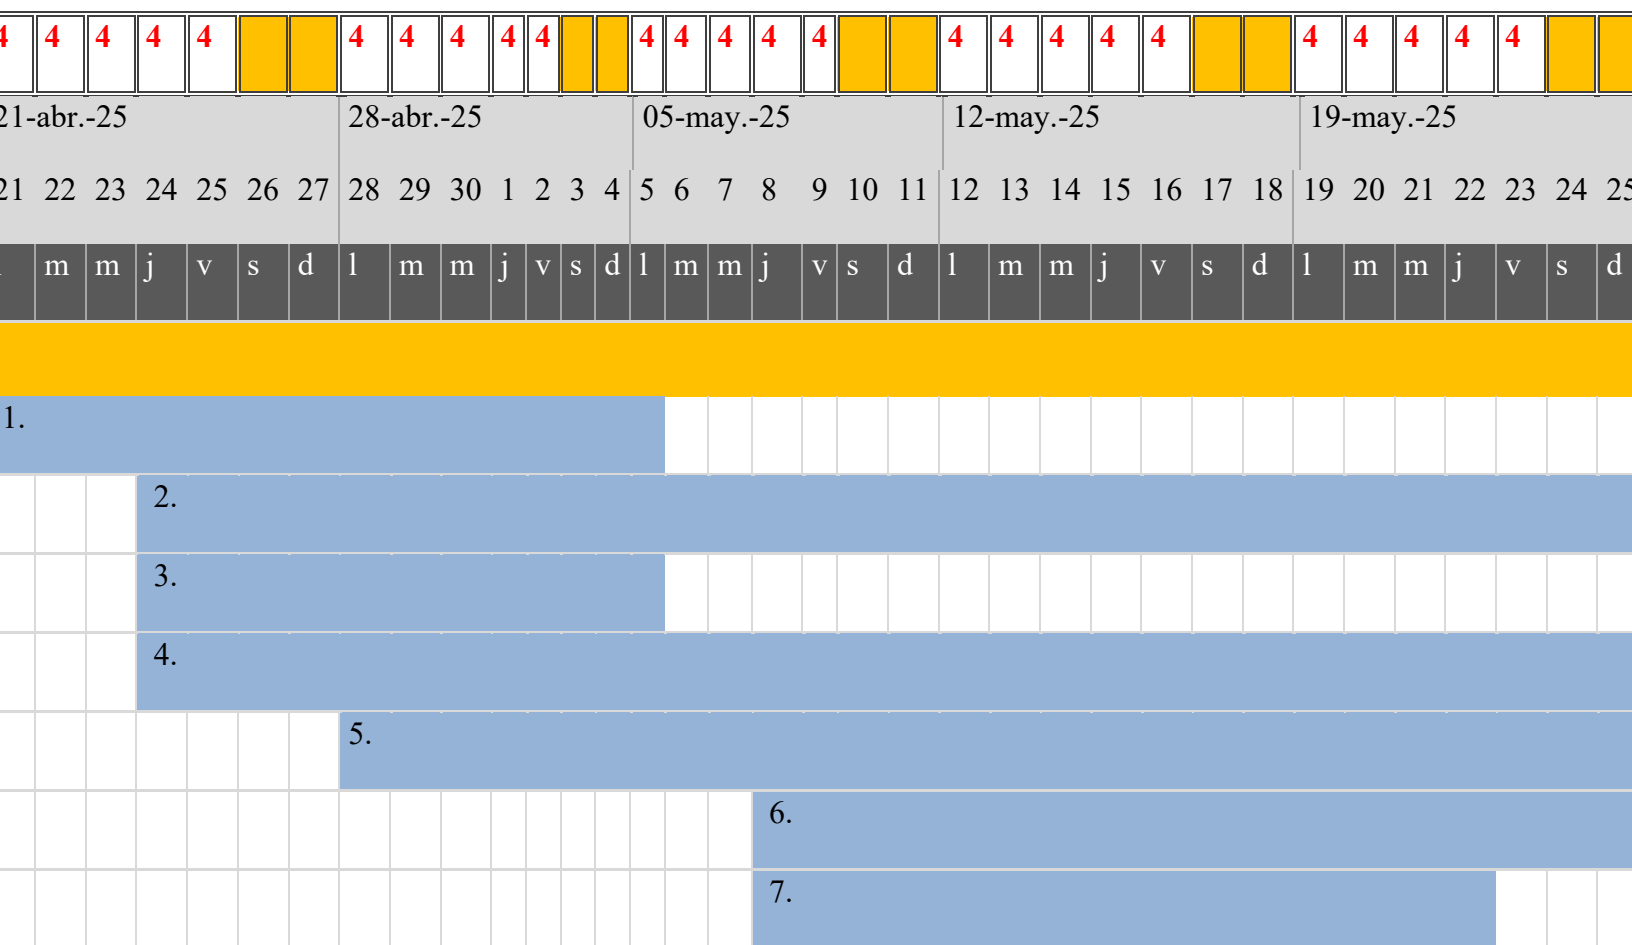 4 4 4 4 4 4 4 4 4 4 4 4 4 4 4 4 4 4 4 4 4 4 4 4 4
21-abr.-25 28-abr.-25 05-may.-25 12-may.-25 19-may.-25
21 22 23 24 25 26 27 28 29 30 1 2 3 4 5 6 7 8 9 10 11 12 13 14 15 16 17 18 19 20 21 22 23 24 25
m m j v s d l m m j v s d l m m j v s d l m m j v s d l m m j v s d
1.
2.
3.
4.
5.
6.
7.